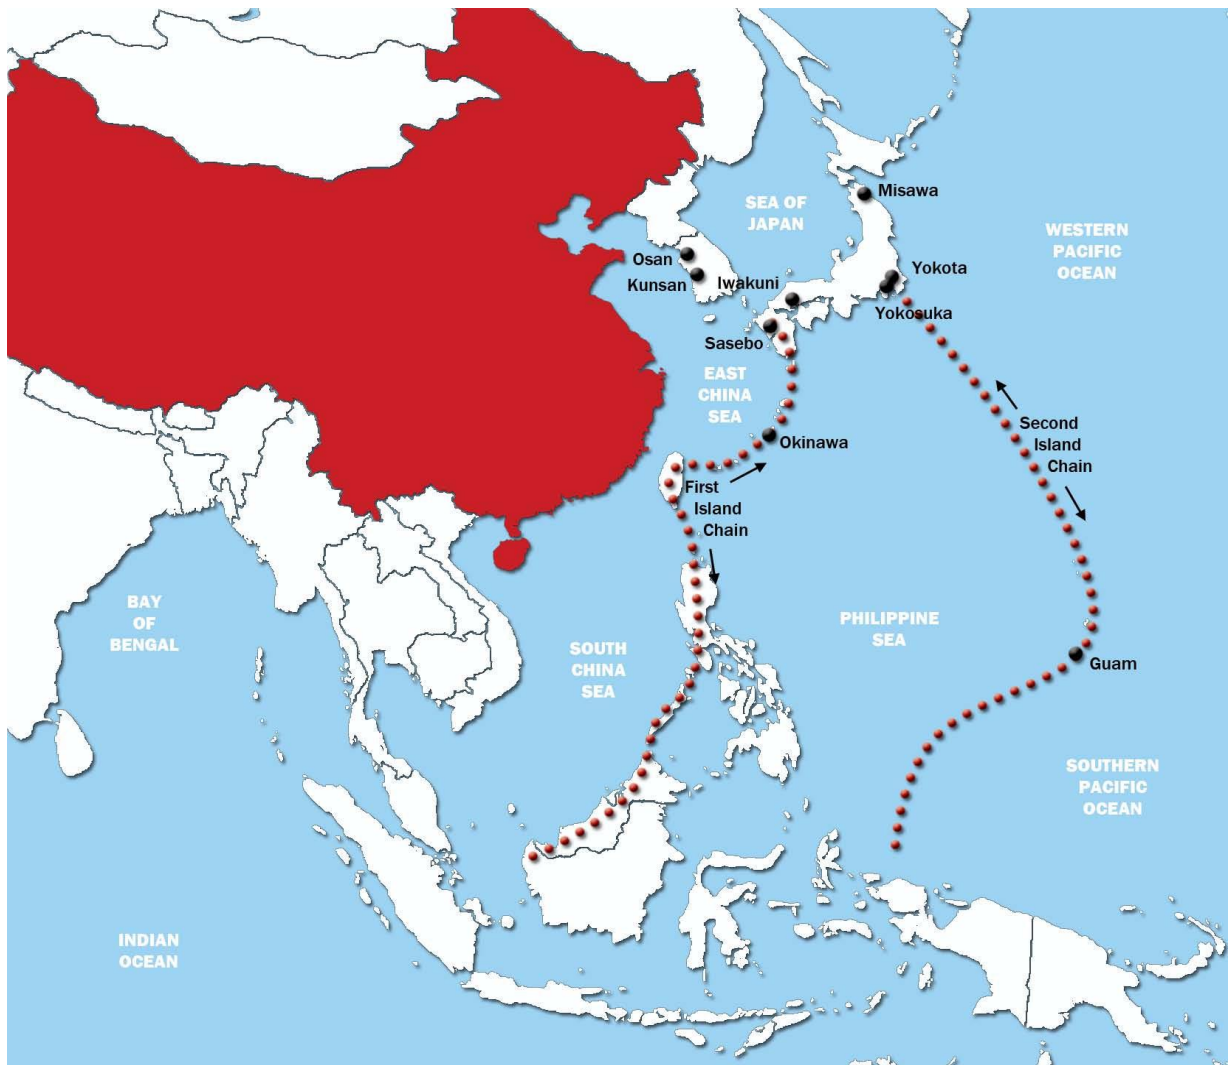 Misawa
SEA OF
JAPAN
WESTERN
PACIFIC
OCEAN
Osan
Kunsan
Iwakuni
Yokota
Yokosuka
Sasebo
EAST
CHINA
SEA
Okinawa
Second
Island
Chain
First
Island
Chain
BAY
OF
BENGAL
PHILIPPINE
SEA
SOUTH
CHINA
SEA
Guam
SOUTHERN
PACIFIC
OCEAN
INDIAN
OCEAN